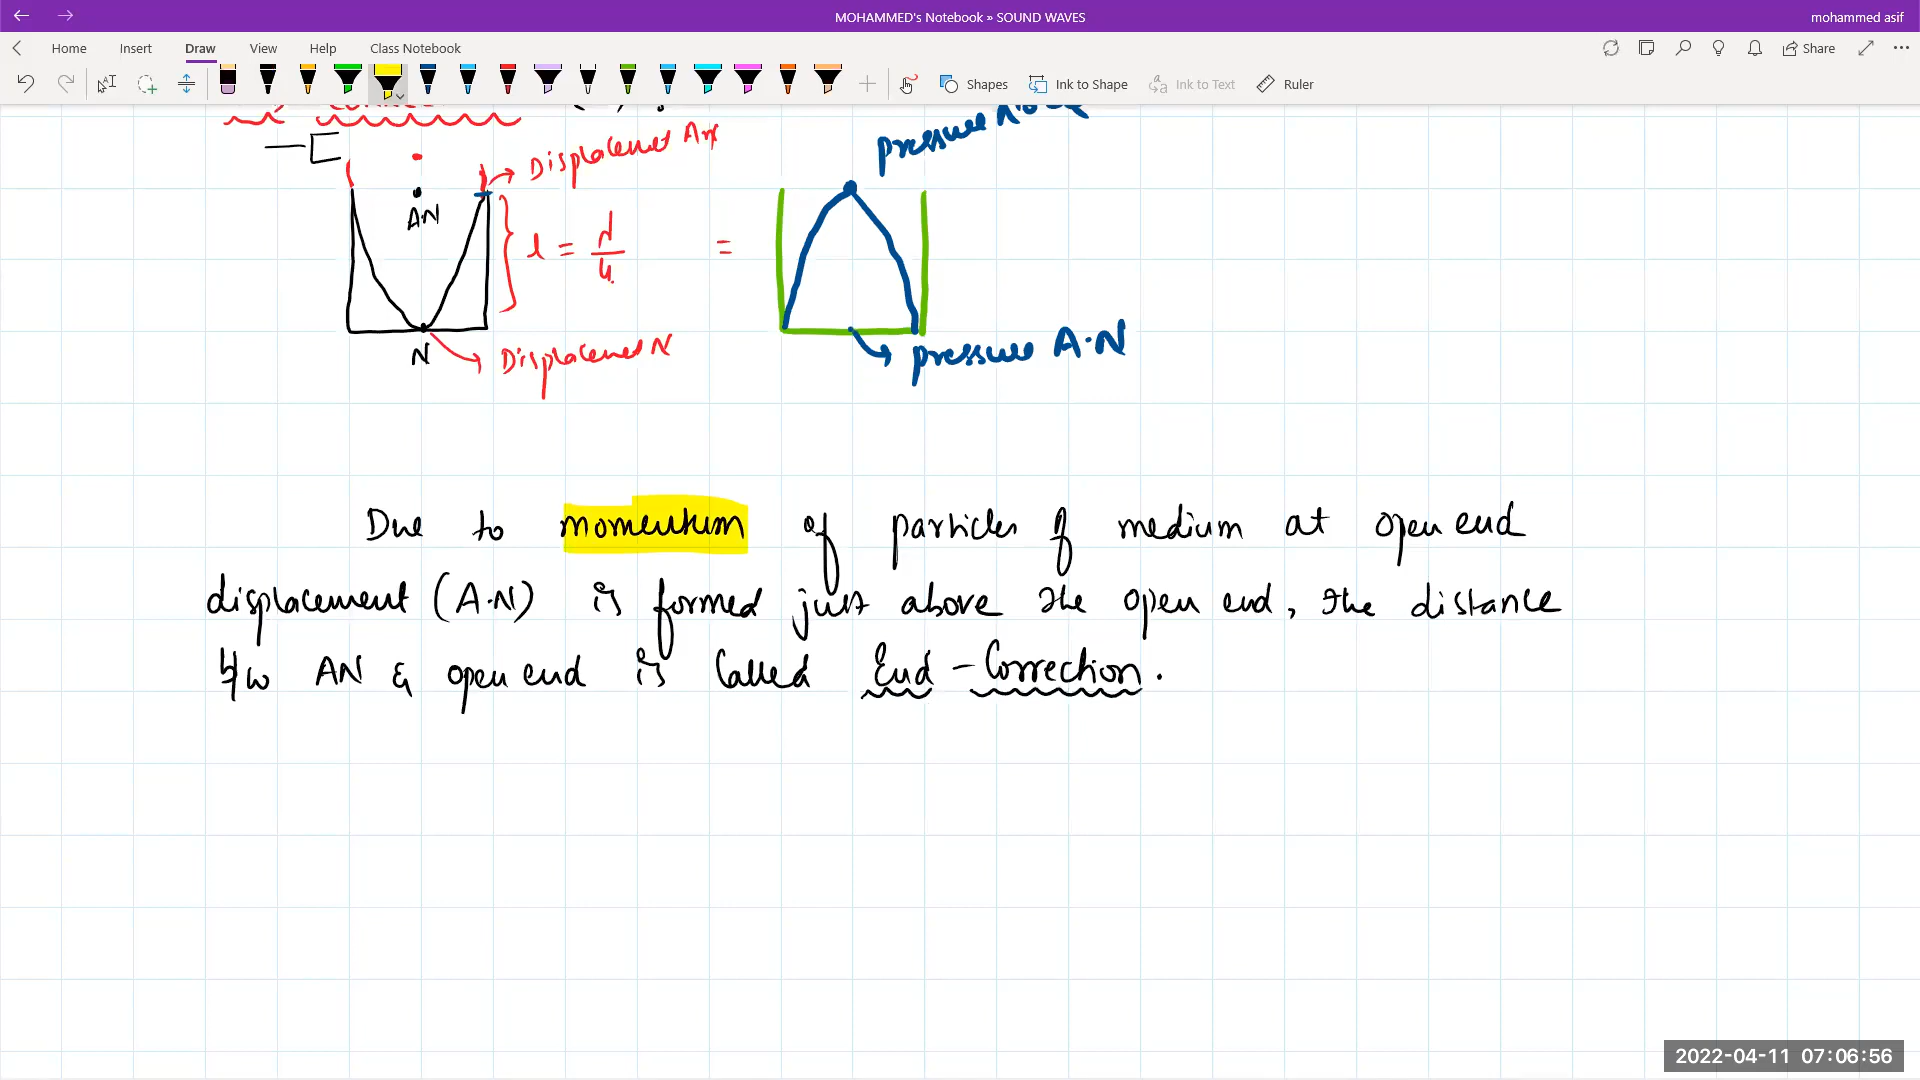 MOHAMMED's Notebook » SOUND WAVES
mohammed asif
Home Insert Draw View Help Class Notebook
Share
Shapes Ink to Shape Ink to Text Ruler
pressure
Displacement AN
AN
l = λ/4 =
N
Displacement N
pressure A.N
Due to momentum of particles of medium at open end
displacement (A.N) is formed just above the open end, the distance
b/w AN & open end is called End - Correction.
2022-04-11 07:06:56